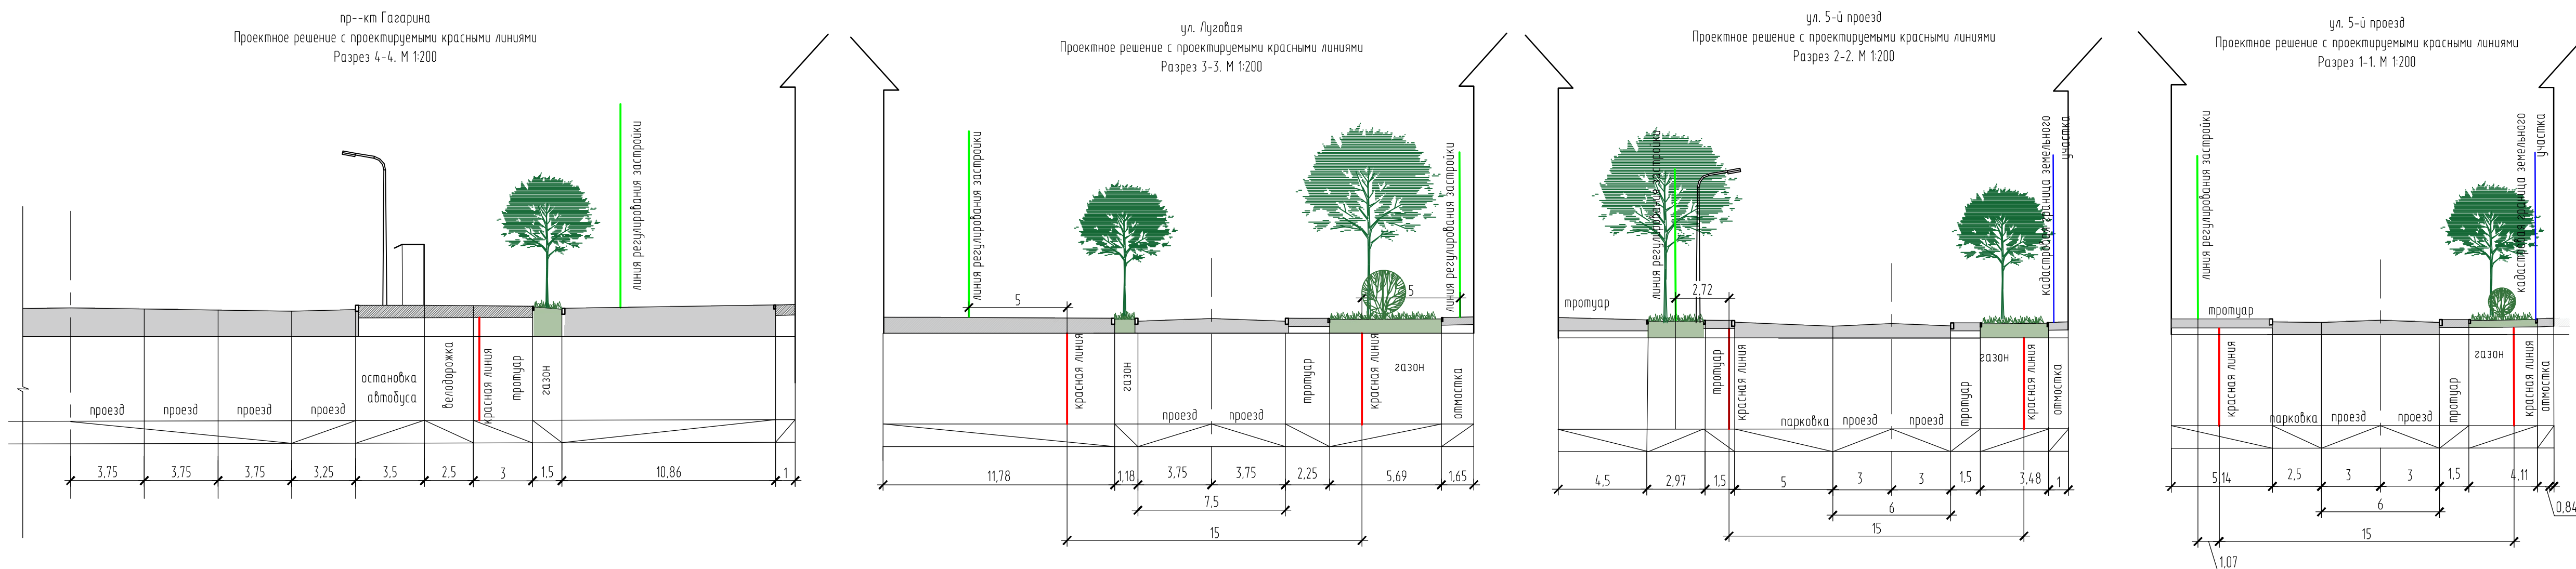 пр--кт Гагарина
Проектное решение с проектируемыми красными линиями
Разрез 4-4. М 1:200
линия регулирования застройки
остановка
автобуса
велодорожка
красная линия
тротуар
газон
проезд
проезд
проезд
проезд
3,75
3,75
3,75
3,25
3,5
2,5
3
1,5
10,86
1
ул. Луговая
Проектное решение с проектируемыми красными линиями
Разрез 3-3. М 1:200
линия регулирования застройки
линия регулирования застройки
5
5
красная линия
газон
проезд
проезд
тротуар
красная линия
газон
отмостка
11,78
1,18
3,75
3,75
2,25
5,69
1,65
7,5
15
ул. 5-й проезд
Проектное решение с проектируемыми красными линиями
Разрез 2-2. М 1:200
линия регулирования застройки
кадастровая граница земельного
участка
тротуар
2,72
тротуар
красная линия
парковка
проезд
проезд
тротуар
газон
красная линия
отмостка
4,5
2,97
1,5
5
3
3
1,5
3,48
1
6
15
ул. 5-й проезд
Проектное решение с проектируемыми красными линиями
Разрез 1-1. М 1:200
линия регулирования застройки
кадастровая граница земельного
участка
тротуар
красная линия
парковка
проезд
проезд
тротуар
газон
красная линия
отмостка
5,14
2,5
3
3
1,5
4,11
0,84
6
15
1,07